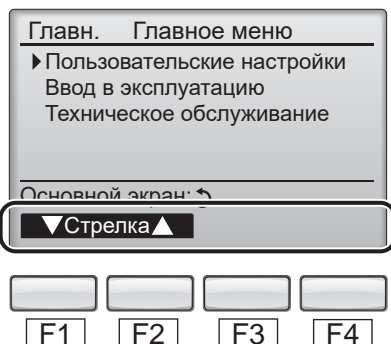 Главн. Главное меню
Пользовательские настройки
Ввод в эксплуатацию
Техническое обслуживание
Основной экран:
▼Стрелка▲
F1 F2 F3 F4